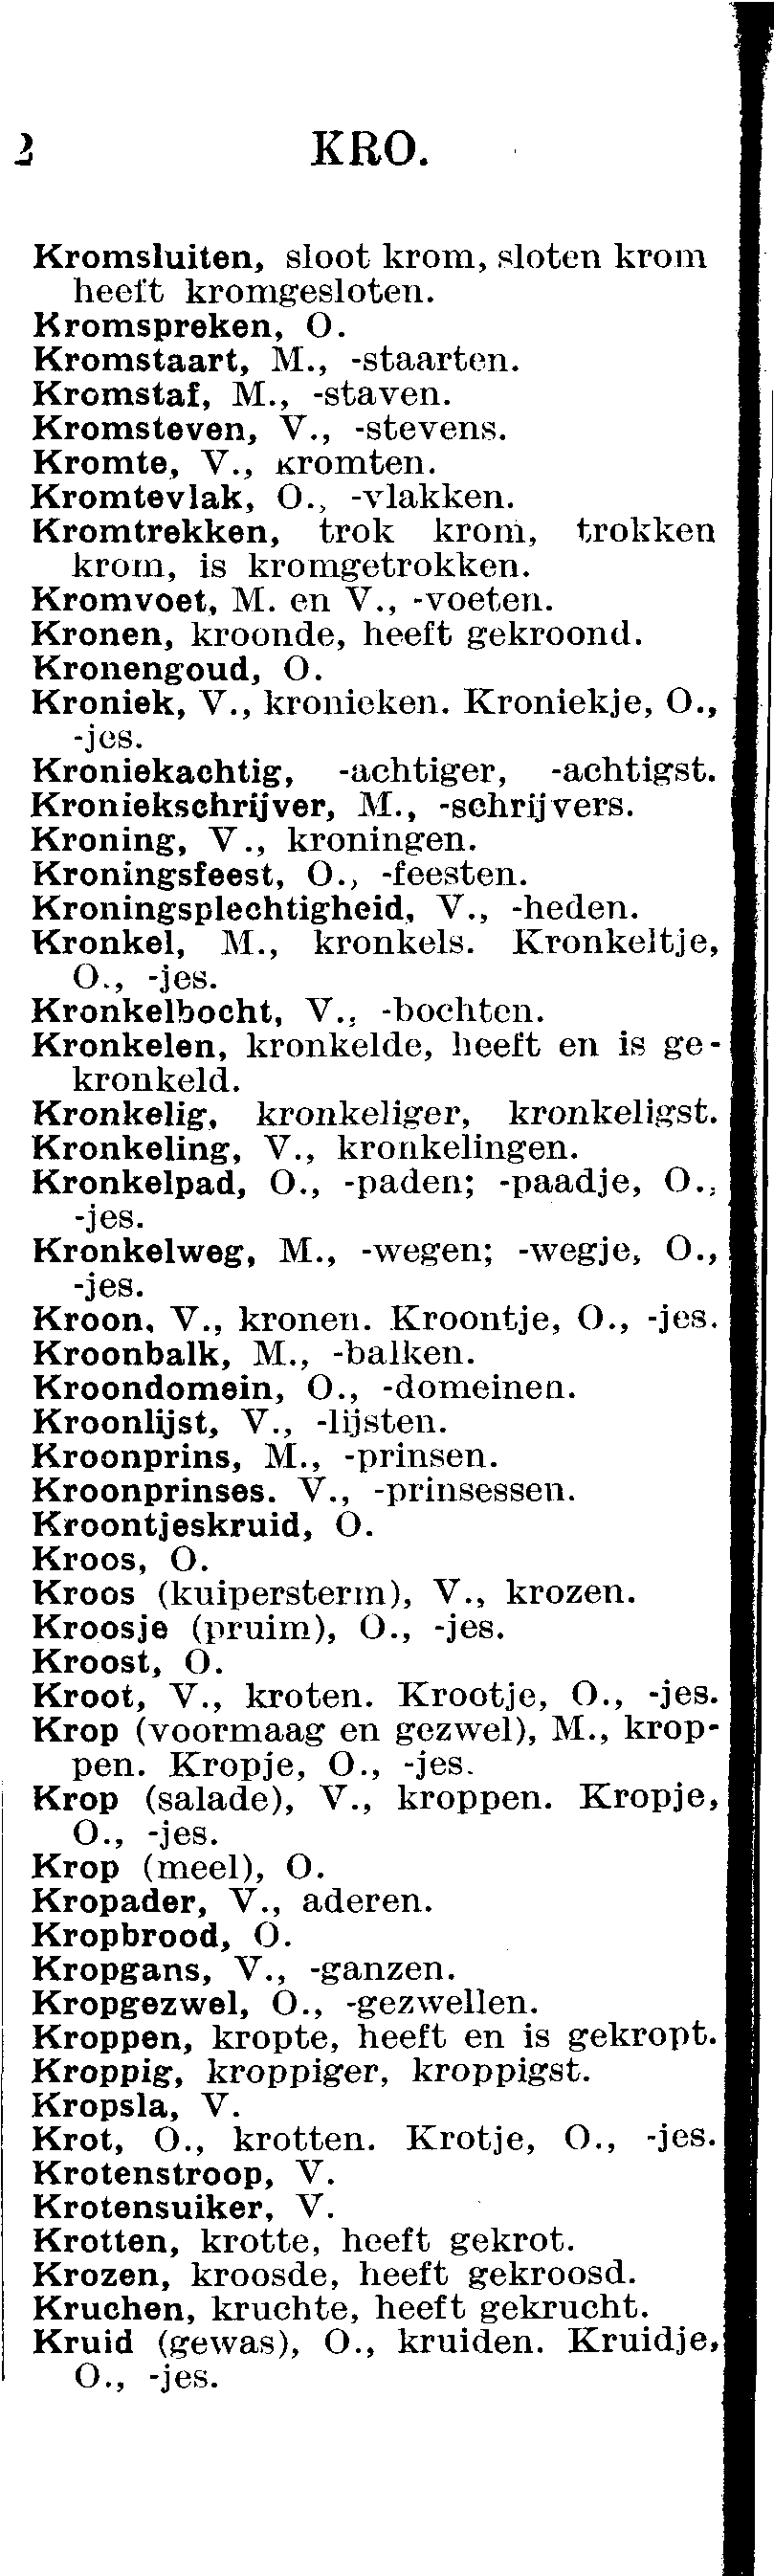 2 KRO.
Kromsluiten, sloot krom, sloten krom
heeft kromgesloten.
Kromspreken, O.
Kromstaart, M., -staarten.
Kromstaf, M., -staven.
Kromsteven, V., -stevens.
Kromte, V., kromten.
Kromtevlak, O., -vlakken.
Kromtrekken, trok krom, trokken
krom, is kromgetrokken.
Kromvoet, M. en V., -voeten.
Kronen, kroonde, heeft gekroond.
Kronengoud, O.
Kroniek, V., kronieken. Kroniekje, O.,
-jes.
Kroniekachtig, -achtiger, -achtigst.
Kroniekschrijver, M., -schrijvers.
Kroning, V., kroningen.
Kroningsfeest, O., -feesten.
Kroningsplechtigheid, V., -heden.
Kronkel, M., kronkels. Kronkeltje,
O., -jes.
Kronkelbocht, V., -bochten.
Kronkelen, kronkelde, heeft en is ge-
kronkeld.
Kronkelig, kronkeliger, kronkeligst.
Kronkeling, V., kronkelingen.
Kronkelpad, O., -paden; -paadje, O.,
-jes.
Kronkelweg, M., -wegen; -wegje, O.,
-jes.
Kroon, V., kronen. Kroontje, O., -jes.
Kroonbalk, M., -balken.
Kroondomein, O., -domeinen.
Kroonlijst, V., -lijsten.
Kroonprins, M., -prinsen.
Kroonprinses. V., -prinsessen.
Kroontjeskruid, O.
Kroos, O.
Kroos (kuipersterm), V., krozen.
Kroosje (pruim), O., -jes.
Kroost, O.
Kroot, V., kroten. Krootje, O., -jes.
Krop (voormaag en gezwel), M., krop-
pen. Kropje, O., -jes.
Krop (salade), V., kroppen. Kropje,
O., -jes.
Krop (meel), O.
Kropader, V., aderen.
Kropbrood, O.
Kropgans, V., -ganzen.
Kropgezwel, O., -gezwellen.
Kroppen, kropte, heeft en is gekropt.
Kroppig, kroppiger, kroppigst.
Kropsla, V.
Krot, O., krotten. Krotje, O., -jes.
Krotenstroop, V.
Krotensuiker, V.
Krotten, krotte, heeft gekrot.
Krozen, kroosde, heeft gekroosd.
Kruchen, kruchte, heeft gekrucht.
Kruid (gewas), O., kruiden. Kruidje,
O., -jes.